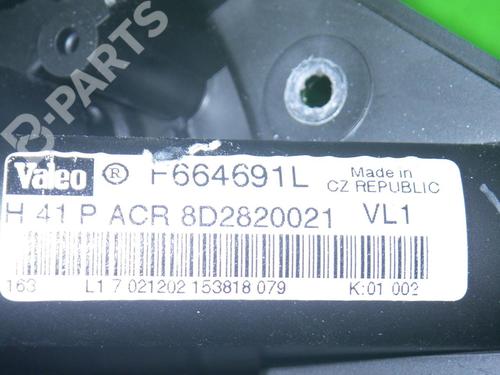 B-PARTS
Valeo ® F664691L Made in
CZ REPUBLIC
H 41 P ACR 8D2820021 VL1
163 L1 7 021202 153818 079 K:01 002